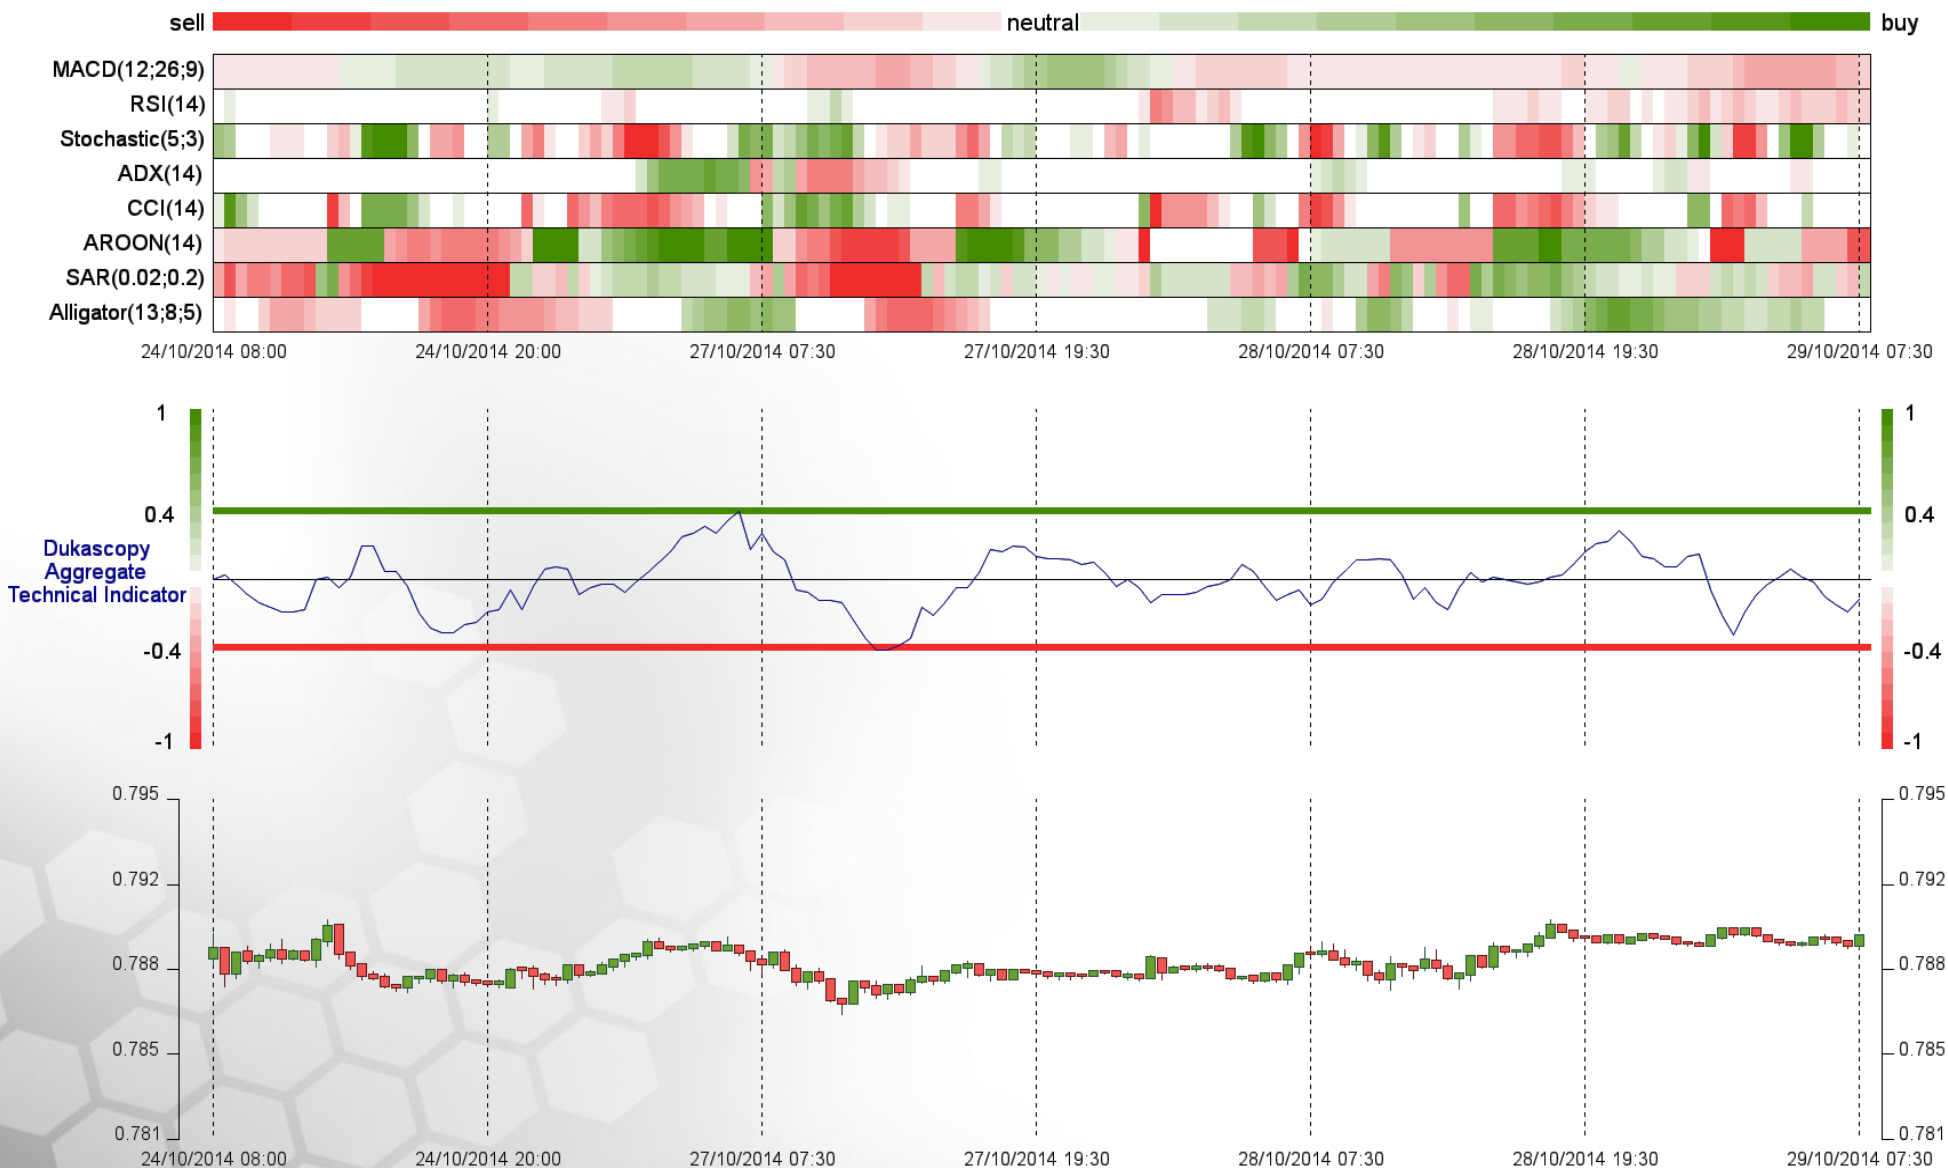 sell neutral buy
MACD(12;26;9)
RSI(14)
Stochastic(5;3)
ADX(14)
CCI(14)
AROON(14)
SAR(0.02;0.2)
Alligator(13;8;5)
24/10/2014 08:00 24/10/2014 20:00 27/10/2014 07:30 27/10/2014 19:30 28/10/2014 07:30 28/10/2014 19:30 29/10/2014 07:30
1 1
0.4 0.4
Dukascopy
Aggregate
Technical Indicator
-0.4 -0.4
-1 -1
0.795 0.795
0.792 0.792
0.788 0.788
0.785 0.785
0.781 0.781
24/10/2014 08:00 24/10/2014 20:00 27/10/2014 07:30 27/10/2014 19:30 28/10/2014 07:30 28/10/2014 19:30 29/10/2014 07:30